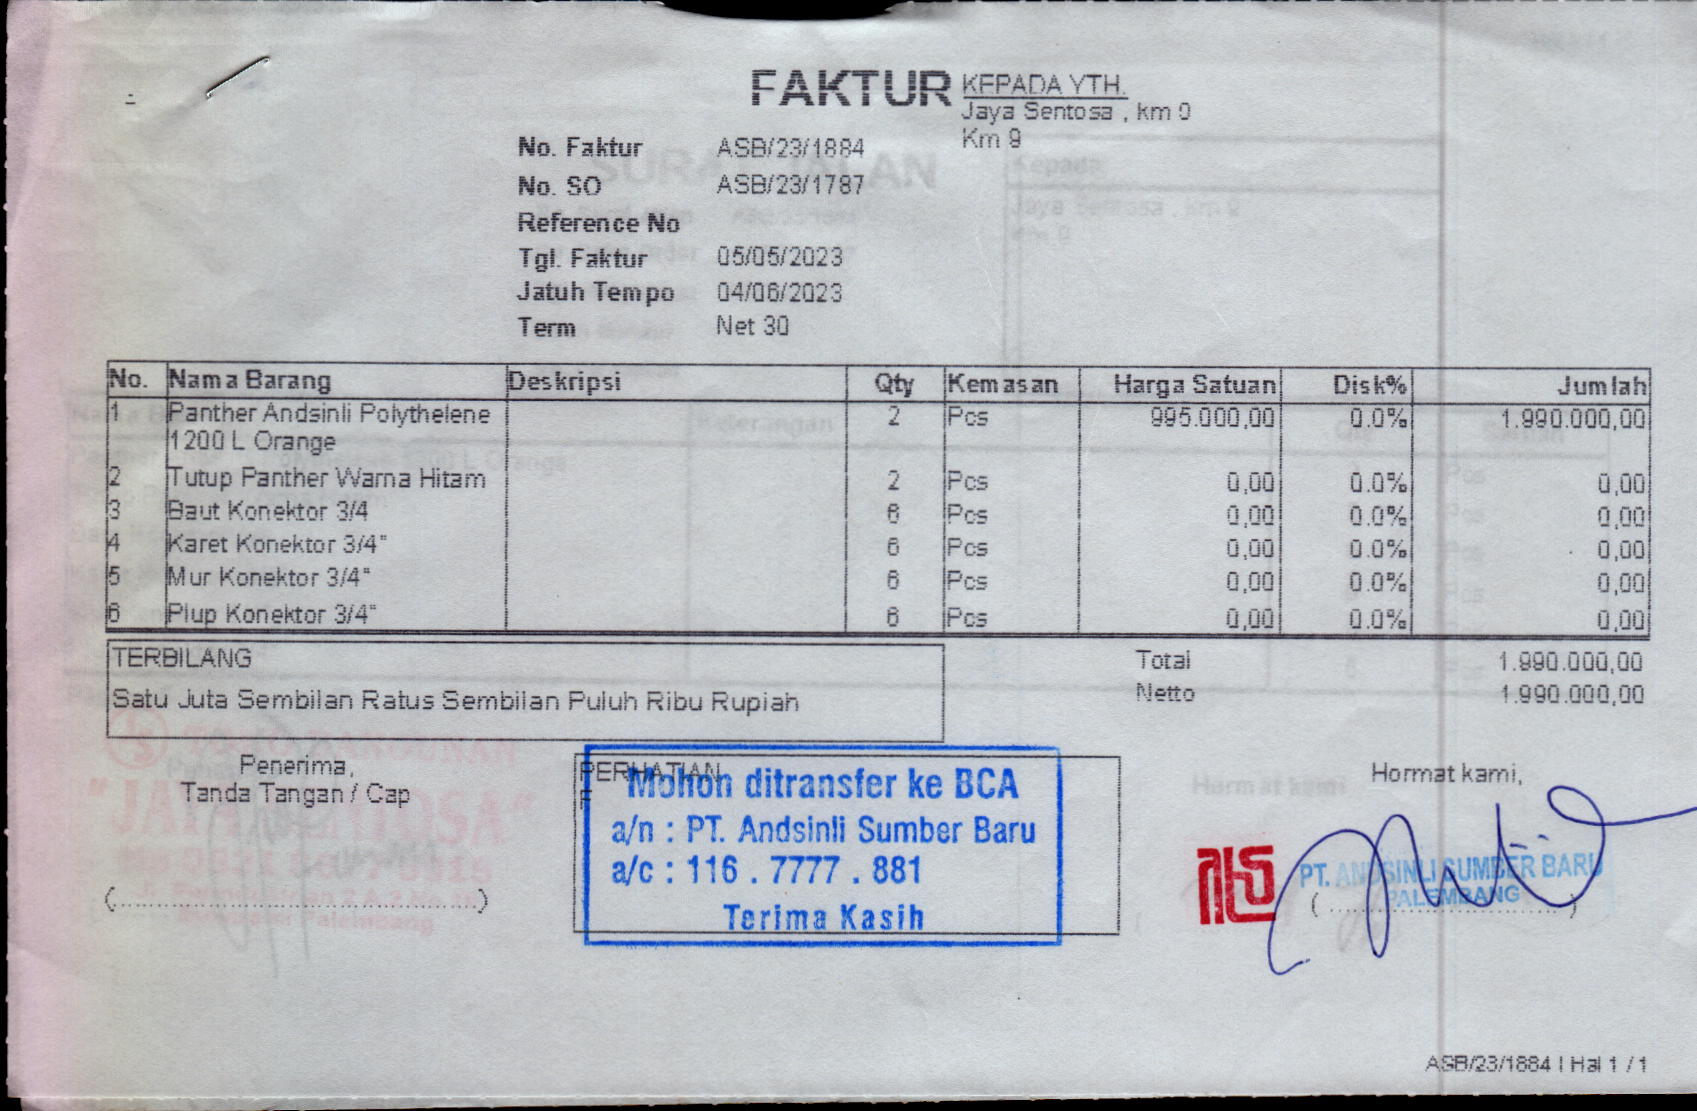 FAKTUR
KEPADA YTH.
Jaya Sentosa , km 9
Km 9
No. Faktur ASB/23/1884
No. SO ASB/23/1787
Reference No
Tgl. Faktur 05/05/2023
Jatuh Tempo 04/06/2023
Term Net 30
No. Nama Barang Deskripsi Qty Kemasan Harga Satuan Disk% Jumlah
1 Panther Andsinli Polythelene 2 Pcs 995.000,00 0.0% 1.990.000,00
1200 L Orange
2 Tutup Panther Warna Hitam 2 Pcs 0,00 0.0% 0,00
3 Baut Konektor 3/4 6 Pcs 0,00 0.0% 0,00
4 Karet Konektor 3/4" 6 Pcs 0,00 0.0% 0,00
5 Mur Konektor 3/4" 6 Pcs 0,00 0.0% 0,00
6 Plup Konektor 3/4" 6 Pcs 0,00 0.0% 0,00
TERBILANG
Satu Juta Sembilan Ratus Sembilan Puluh Ribu Rupiah
Total 1.990.000,00
Netto 1.990.000,00
Penerima,
Tanda Tangan / Cap
(..................................................)
PERHATIAN
Mohon ditransfer ke BCA
a/n : PT. Andsinli Sumber Baru
a/c : 116 . 7777 . 881
Terima Kasih
Hormat kami,
PT. ANDSINLI SUMBER BARU
PALEMBANG
ASB/23/1884 | Hal 1 / 1